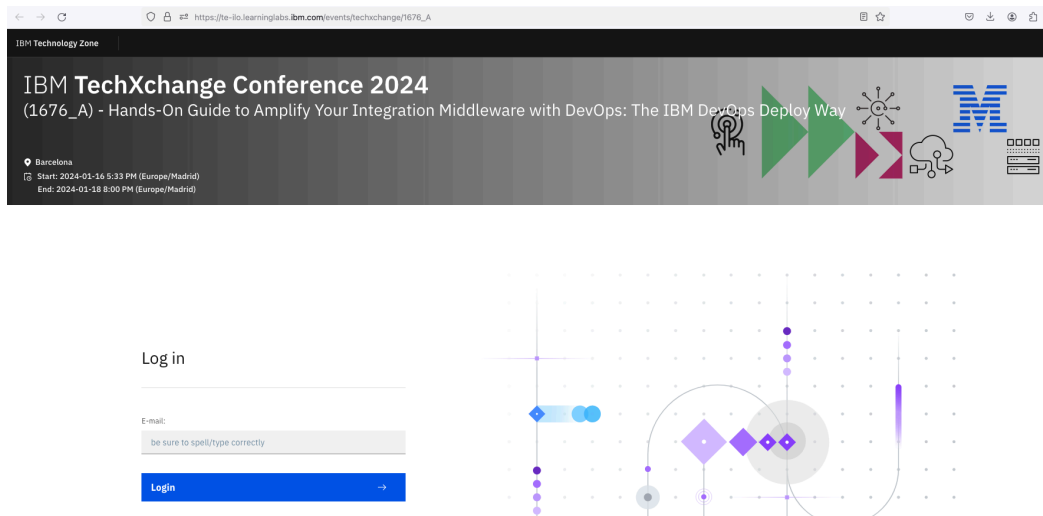 https://te-ilo.learninglabs.ibm.com/events/techxchange/1676_A
IBM Technology Zone
IBM TechXchange Conference 2024
(1676_A) - Hands-On Guide to Amplify Your Integration Middleware with DevOps: The IBM DevOps Deploy Way
Barcelona
Start: 2024-01-16 5:33 PM (Europe/Madrid)
End: 2024-01-18 8:00 PM (Europe/Madrid)
Log in
E-mail:
be sure to spell/type correctly
Login